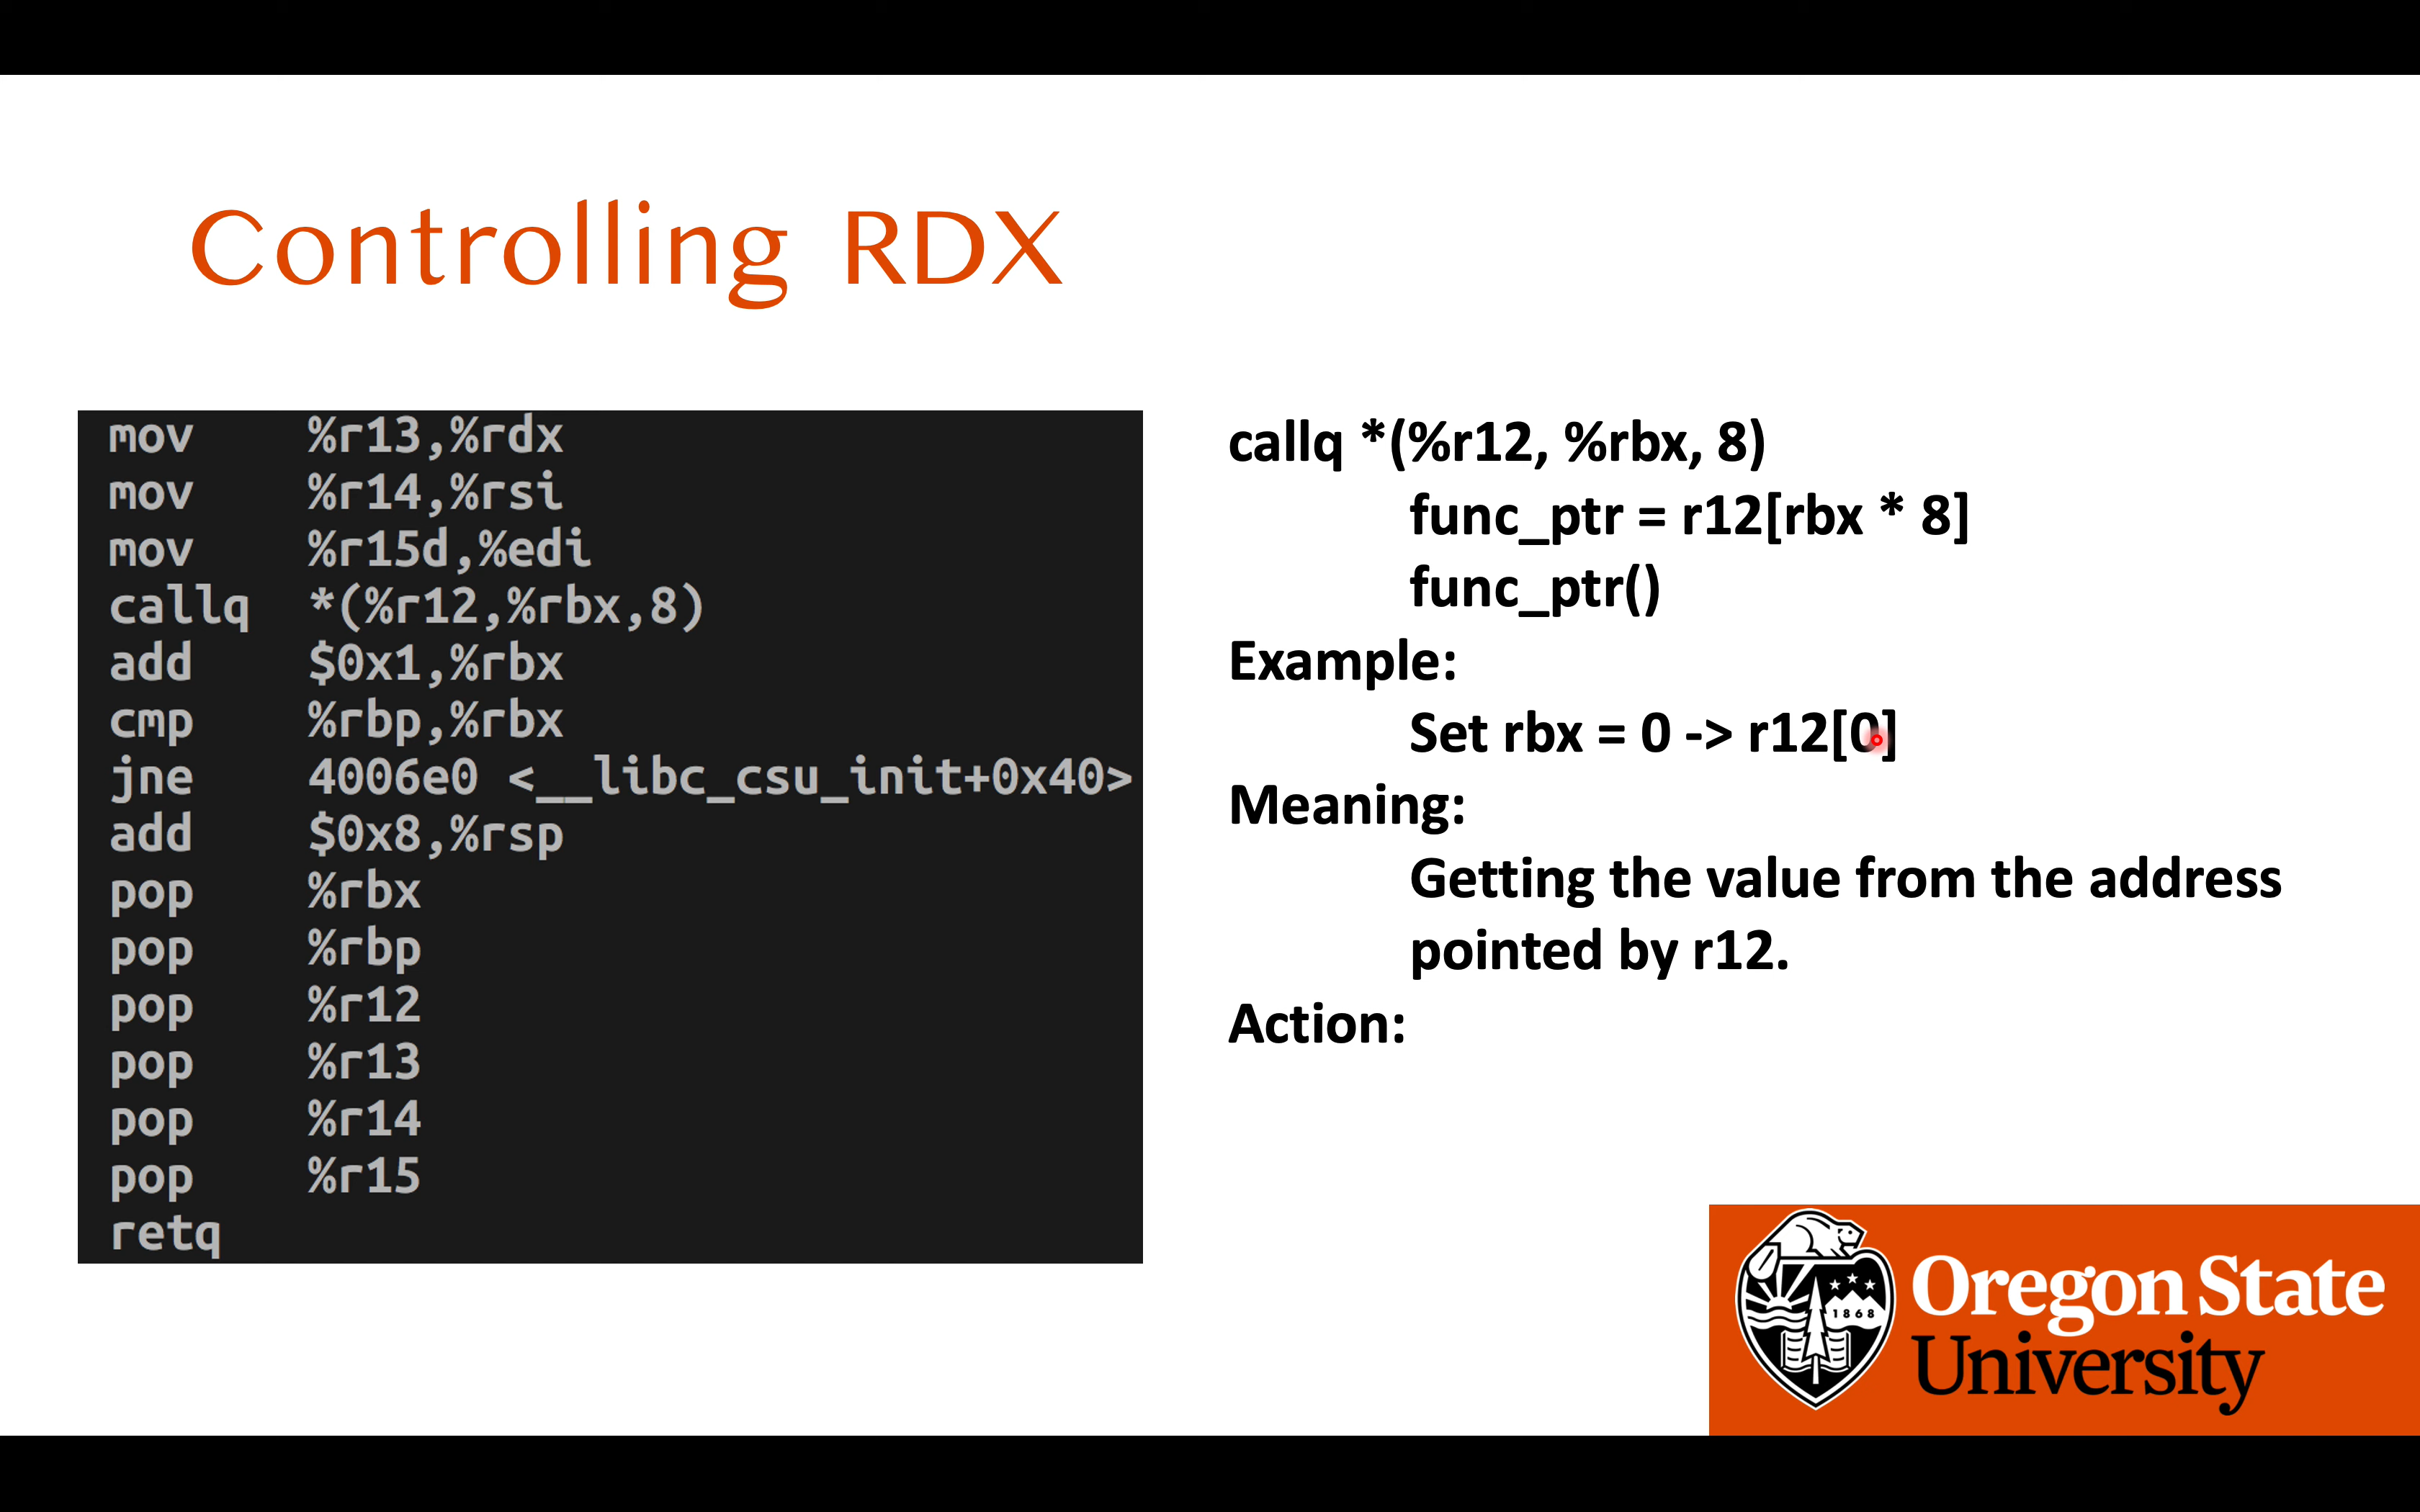 Controlling RDX
mov %r13,%rdx
mov %r14,%rsi
mov %r15d,%edi
callq *(%r12,%rbx,8)
add $0x1,%rbx
cmp %rbp,%rbx
jne 4006e0 <__libc_csu_init+0x40>
add $0x8,%rsp
pop %rbx
pop %rbp
pop %r12
pop %r13
pop %r14
pop %r15
retq
callq *(%r12, %rbx, 8)
func_ptr = r12[rbx * 8]
func_ptr()
Example:
Set rbx = 0 -> r12[0]
Meaning:
Getting the value from the address
pointed by r12.
Action:
1868
Oregon State
University